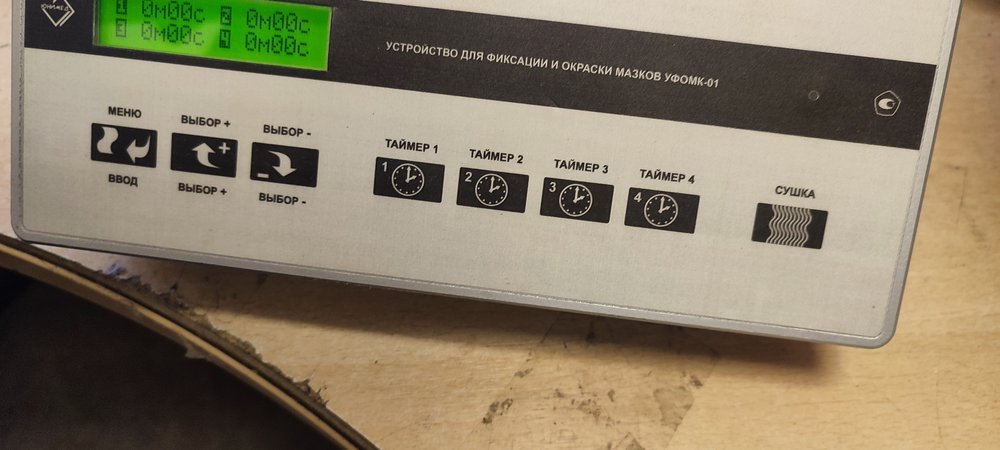 ЮНИМЕД
1 0м00с 2 0м00с
3 0м00с 4 0м00с
УСТРОЙСТВО ДЛЯ ФИКСАЦИИ И ОКРАСКИ МАЗКОВ УФОМК-01
МЕНЮ
ВВОД
ВЫБОР +
+
ВЫБОР +
ВЫБОР -
-
ВЫБОР -
ТАЙМЕР 1
1
ТАЙМЕР 2
2
ТАЙМЕР 3
3
ТАЙМЕР 4
4
СУШКА